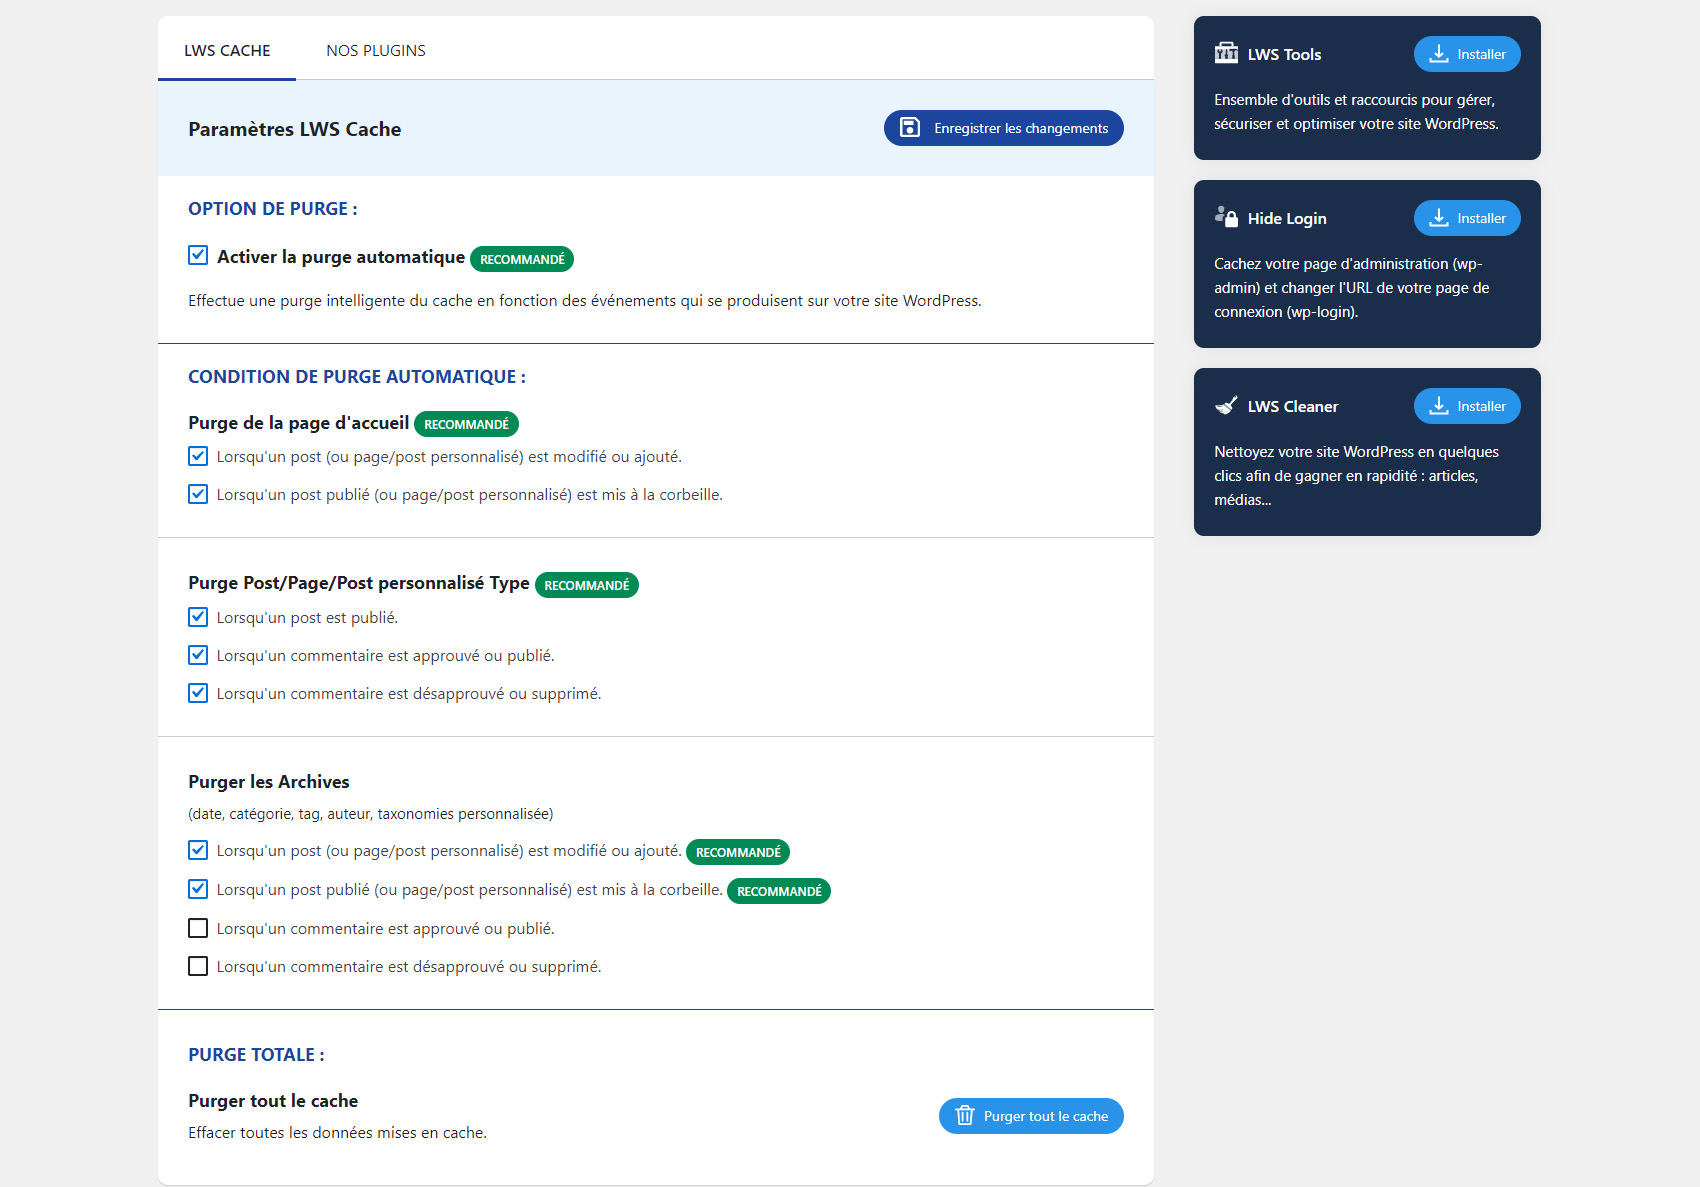 LWS CACHE
NOS PLUGINS
Paramètres LWS Cache
Enregistrer les changements
OPTION DE PURGE :
Activer la purge automatique RECOMMANDÉ
Effectue une purge intelligente du cache en fonction des événements qui se produisent sur votre site WordPress.
CONDITION DE PURGE AUTOMATIQUE :
Purge de la page d'accueil RECOMMANDÉ
Lorsqu'un post (ou page/post personnalisé) est modifié ou ajouté.
Lorsqu'un post publié (ou page/post personnalisé) est mis à la corbeille.
Purge Post/Page/Post personnalisé Type RECOMMANDÉ
Lorsqu'un post est publié.
Lorsqu'un commentaire est approuvé ou publié.
Lorsqu'un commentaire est désapprouvé ou supprimé.
Purger les Archives
(date, catégorie, tag, auteur, taxonomies personnalisée)
Lorsqu'un post (ou page/post personnalisé) est modifié ou ajouté. RECOMMANDÉ
Lorsqu'un post publié (ou page/post personnalisé) est mis à la corbeille. RECOMMANDÉ
Lorsqu'un commentaire est approuvé ou publié.
Lorsqu'un commentaire est désapprouvé ou supprimé.
PURGE TOTALE :
Purger tout le cache
Effacer toutes les données mises en cache.
Purger tout le cache
LWS Tools
Installer
Ensemble d'outils et raccourcis pour gérer,
sécuriser et optimiser votre site WordPress.
Hide Login
Installer
Cachez votre page d'administration (wp-
admin) et changer l'URL de votre page de
connexion (wp-login).
LWS Cleaner
Installer
Nettoyez votre site WordPress en quelques
clics afin de gagner en rapidité : articles,
médias...